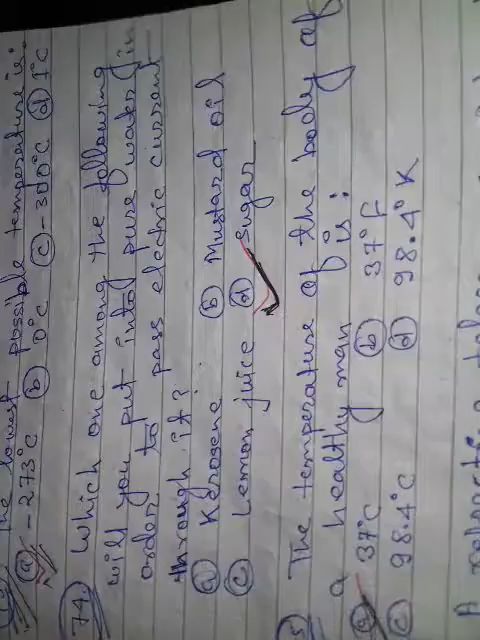 The lowest possible temperature is:
(a) -273°C (b) 0°C (c) -300°C (d) 1°C
74. Which one among the following
will you put into pure water in
order to pass electric current
through it?
(a) Kerosene (b) Mustard oil
(c) Lemon juice (d) Sugar
The temperature of the body of
a healthy man is:
(a) 37°C (b) 37°F
(c) 98.4°C (d) 98.4°K
A